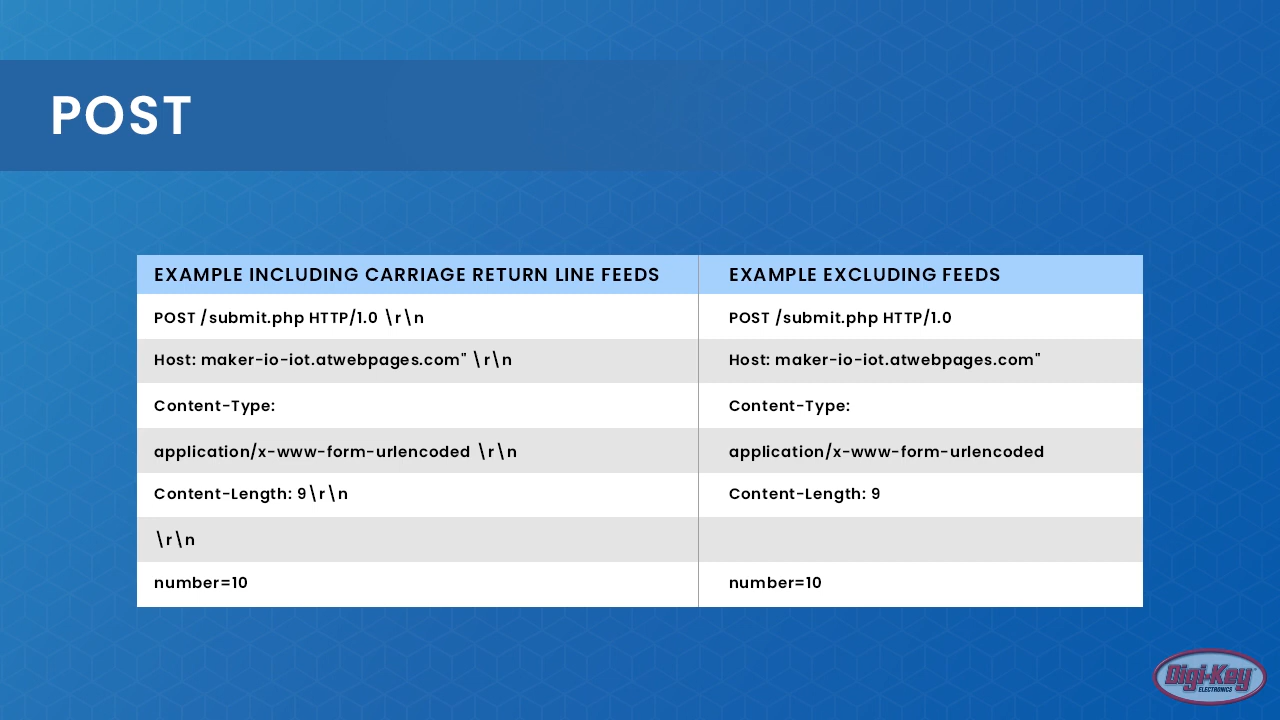 POST
EXAMPLE INCLUDING CARRIAGE RETURN LINE FEEDS EXAMPLE EXCLUDING FEEDS
POST /submit.php HTTP/1.0 \r\n POST /submit.php HTTP/1.0
Host: maker-io-iot.atwebpages.com" \r\n Host: maker-io-iot.atwebpages.com"
Content-Type: Content-Type:
application/x-www-form-urlencoded \r\n application/x-www-form-urlencoded
Content-Length: 9\r\n Content-Length: 9
\r\n
number=10 number=10
Digi-Key
ELECTRONICS